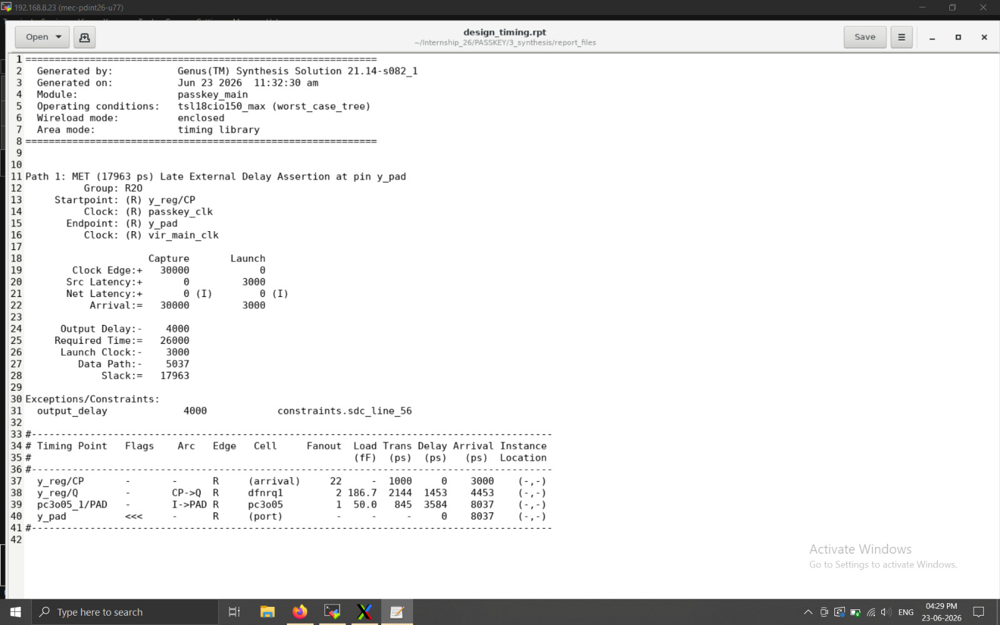 192.168.8.23 (mec-pdint26-u77)
Open
design_timing.rpt
~/Internship_26/PASSKEY/3_synthesis/report_files
Save
1 ============================================================
2   Generated by:           Genus(TM) Synthesis Solution 21.14-s082_1
3   Generated on:           Jun 23 2026  11:32:30 am
4   Module:                 passkey_main
5   Operating conditions:   tsl18cio150_max (worst_case_tree)
6   Wireload mode:          enclosed
7   Area mode:              timing library
8 ============================================================
9
10
11 Path 1: MET (17963 ps) Late External Delay Assertion at pin y_pad
12           Group: R2O
13      Startpoint: (R) y_reg/CP
14           Clock: (R) passkey_clk
15        Endpoint: (R) y_pad
16           Clock: (R) vir_main_clk
17
18                      Capture       Launch
19         Clock Edge:+   30000            0
20        Src Latency:+       0         3000
21        Net Latency:+       0 (I)        0 (I)
22            Arrival:=   30000         3000
23
24       Output Delay:-    4000
25      Required Time:=   26000
26       Launch Clock:-    3000
27          Data Path:-    5037
28              Slack:=   17963
29
30 Exceptions/Constraints:
31   output_delay             4000            constraints.sdc_line_56
32
33 #-----------------------------------------------------------------------------------------
34 # Timing Point   Flags    Arc   Edge   Cell     Fanout  Load Trans Delay Arrival Instance
35 #                                                       (fF)  (ps)  (ps)   (ps)  Location
36 #-----------------------------------------------------------------------------------------
37   y_reg/CP       -       -      R     (arrival)     22     -  1000     0    3000    (-,-)
38   y_reg/Q        -       CP->Q  R     dfnrq1         2 186.7  2144  1453    4453    (-,-)
39   pc3o05_1/PAD   -       I->PAD R     pc3o05         1  50.0   845  3584    8037    (-,-)
40   y_pad          <<<     -      R     (port)         -     -     -     0    8037    (-,-)
41 #-----------------------------------------------------------------------------------------
42
Activate Windows
Go to Settings to activate Windows.
Type here to search
ENG
04:29 PM
23-06-2026